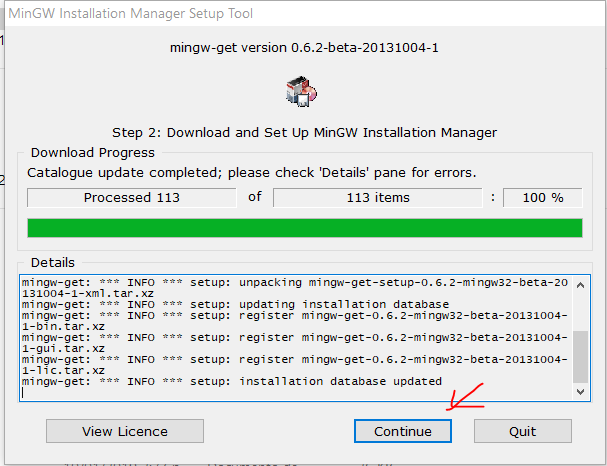 MinGW Installation Manager Setup Tool
mingw-get version 0.6.2-beta-20131004-1
Step 2: Download and Set Up MinGW Installation Manager
Download Progress
Catalogue update completed; please check 'Details' pane for errors.
Processed 113 of 113 items : 100 %
Details
mingw-get: *** INFO *** setup: unpacking mingw-get-setup-0.6.2-mingw32-beta-20
131004-1-xml.tar.xz
mingw-get: *** INFO *** setup: updating installation database
mingw-get: *** INFO *** setup: register mingw-get-0.6.2-mingw32-beta-20131004-
1-bin.tar.xz
mingw-get: *** INFO *** setup: register mingw-get-0.6.2-mingw32-beta-20131004-
1-gui.tar.xz
mingw-get: *** INFO *** setup: register mingw-get-0.6.2-mingw32-beta-20131004-
1-lic.tar.xz
mingw-get: *** INFO *** setup: installation database updated
View Licence Continue Quit